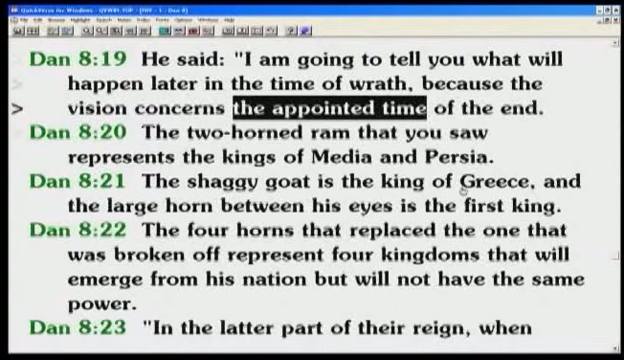 Dan 8:19 He said: "I am going to tell you what will
happen later in the time of wrath, because the
> vision concerns the appointed time of the end.
Dan 8:20 The two-horned ram that you saw
represents the kings of Media and Persia.
Dan 8:21 The shaggy goat is the king of Greece, and
the large horn between his eyes is the first king.
Dan 8:22 The four horns that replaced the one that
was broken off represent four kingdoms that will
emerge from his nation but will not have the same
power.
Dan 8:23 "In the latter part of their reign, when